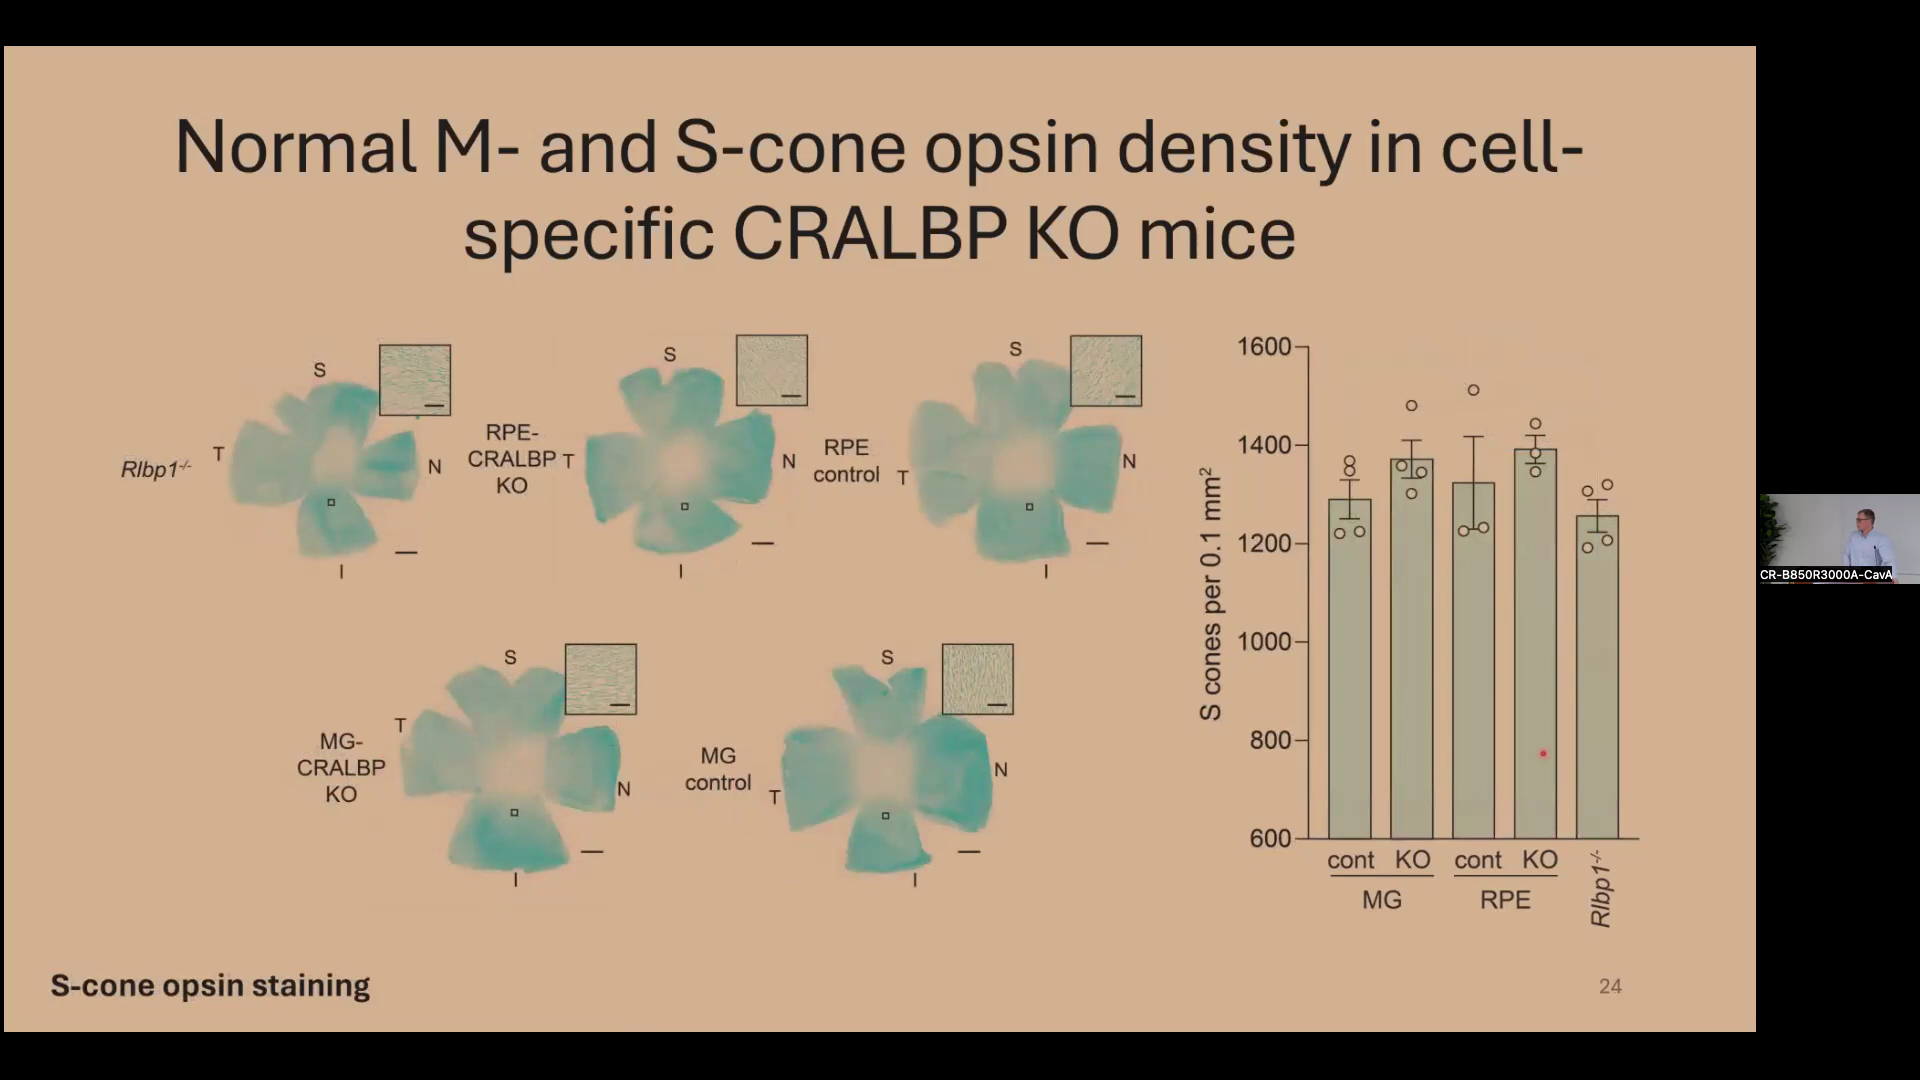 Normal M- and S-cone opsin density in cell-
specific CRALBP KO mice
S
T
N
I
Rlbp1-/-
RPE-
CRALBP
KO
S
T
N
I
RPE
control
S
T
N
I
MG-
CRALBP
KO
S
T
N
I
MG
control
S
T
N
I
S cones per 0.1 mm²
1600
1400
1200
1000
800
600
cont KO cont KO
MG RPE
Rlbp1-/-
S-cone opsin staining
24
CR-B850R3000A-CavA